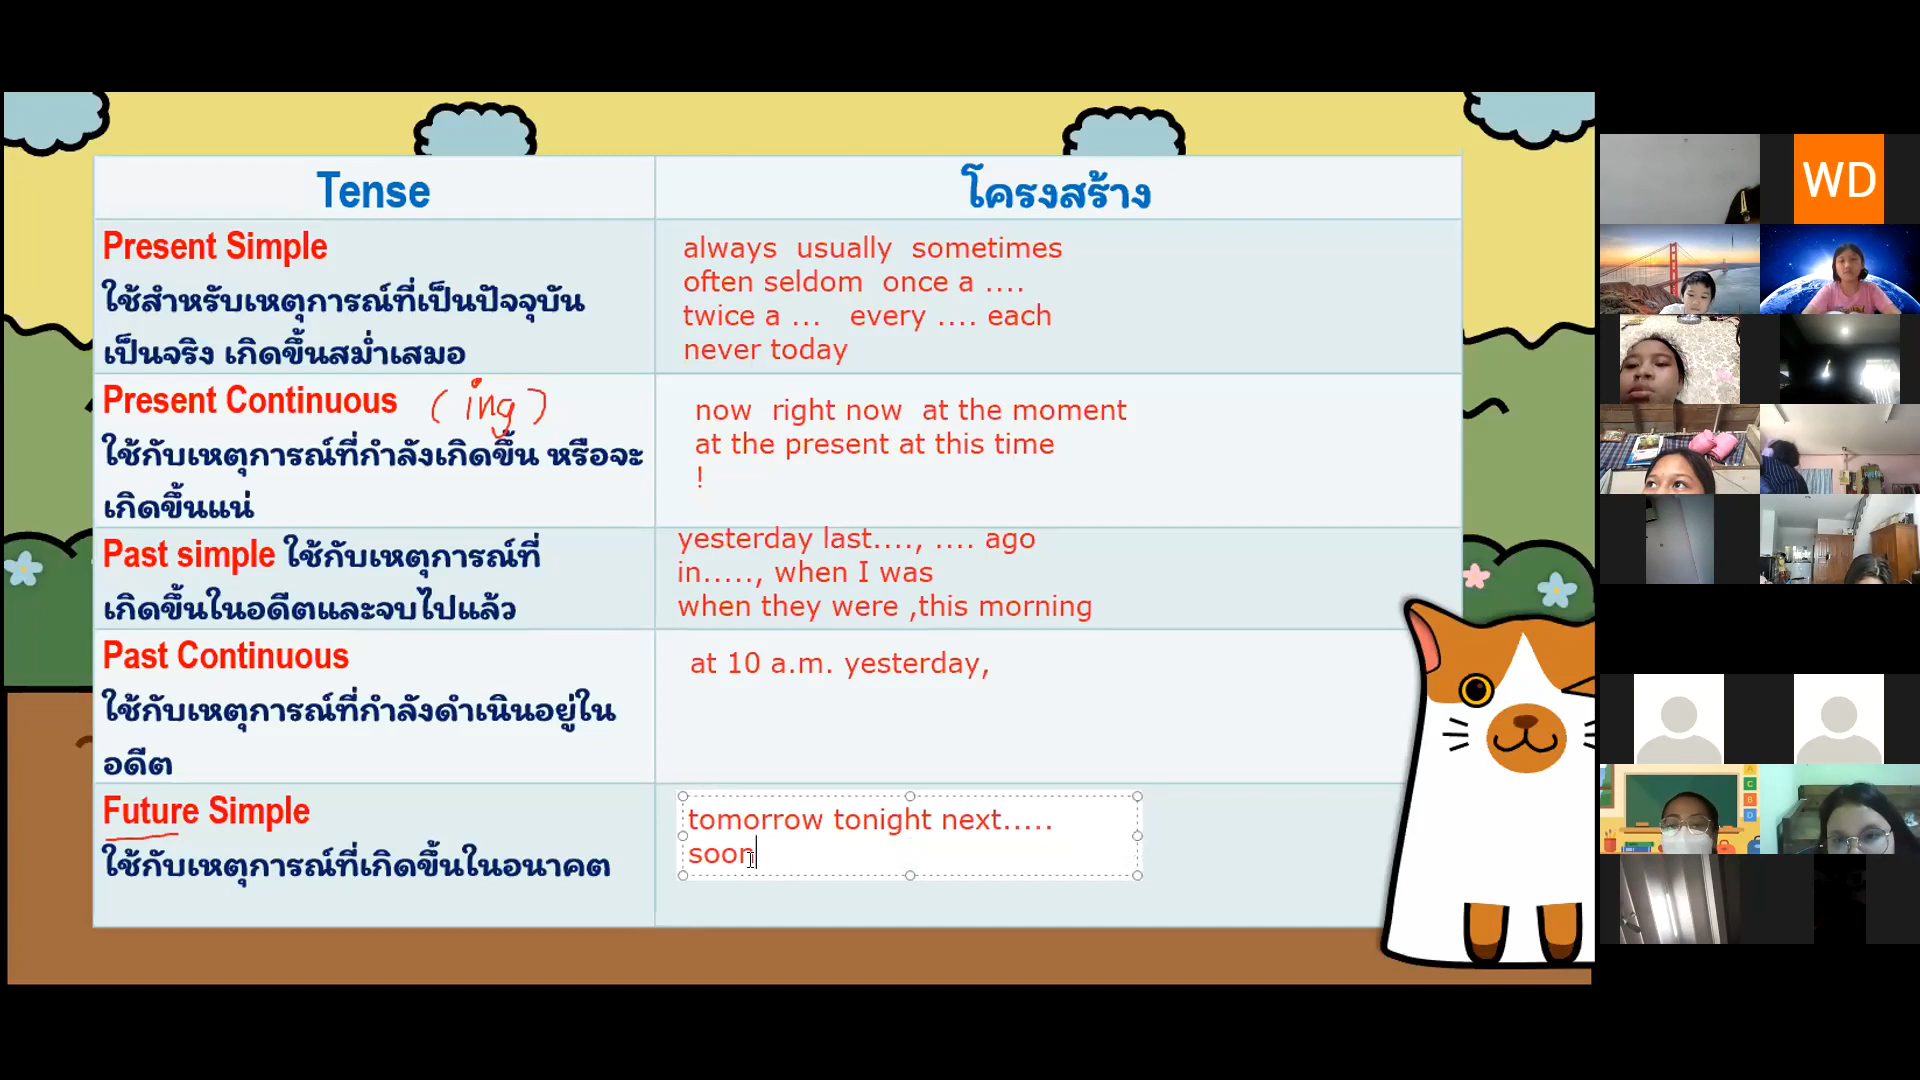 Tense
โครงสร้าง
Present Simple
ใช้สำหรับเหตุการณ์ที่เป็นปัจจุบัน
เป็นจริง เกิดขึ้นสม่ำเสมอ
always usually sometimes
often seldom once a ....
twice a ... every .... each
never today
Present Continuous (ing)
ใช้กับเหตุการณ์ที่กำลังเกิดขึ้น หรือจะ
เกิดขึ้นแน่
now right now at the moment
at the present at this time
!
Past simple ใช้กับเหตุการณ์ที่
เกิดขึ้นในอดีตและจบไปแล้ว
yesterday last...., .... ago
in....., when I was
when they were ,this morning
Past Continuous
ใช้กับเหตุการณ์ที่กำลังดำเนินอยู่ใน
อดีต
at 10 a.m. yesterday,
Future Simple
ใช้กับเหตุการณ์ที่เกิดขึ้นในอนาคต
tomorrow tonight next.....
soon
WD
A
C
B
D